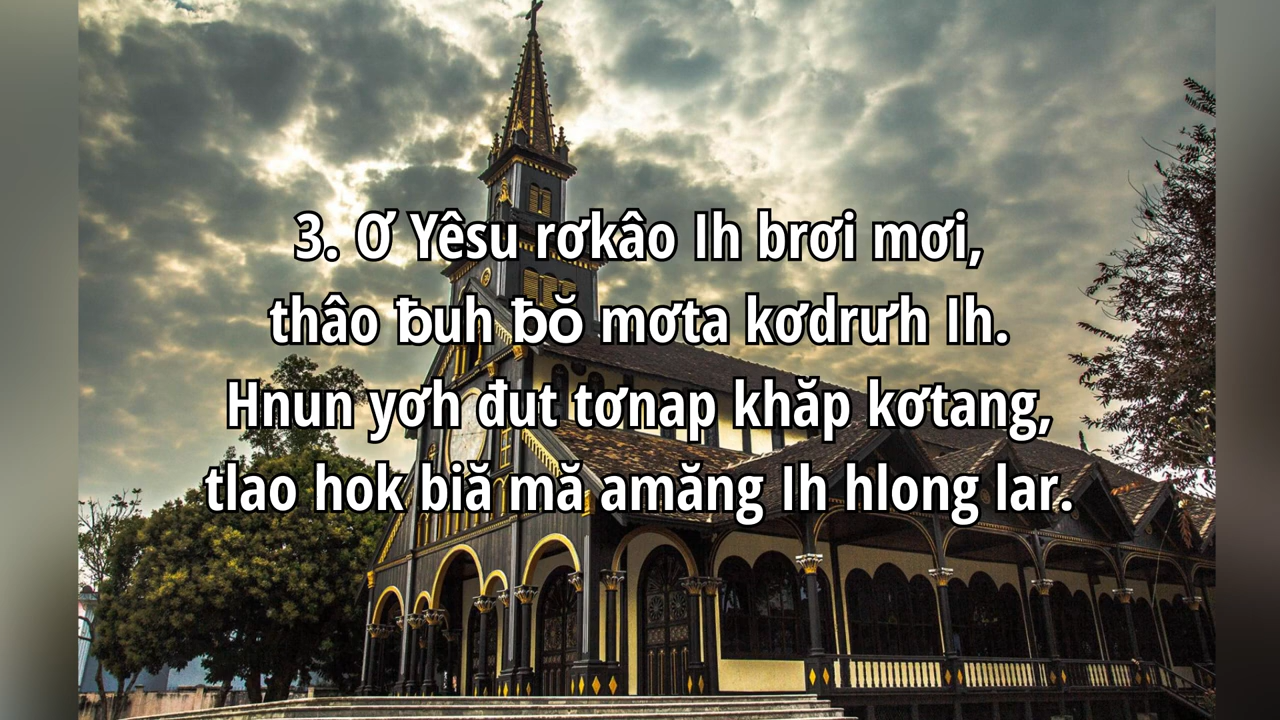 3. Ơ Yêsu rơkâo Ih brơi mơi,
thâo ƀuh ƀŏ mơta kơdrưh Ih.
Hnun yơh đut tơnap khăp kơtang,
tlao hok biă mă amăng Ih hlong lar.